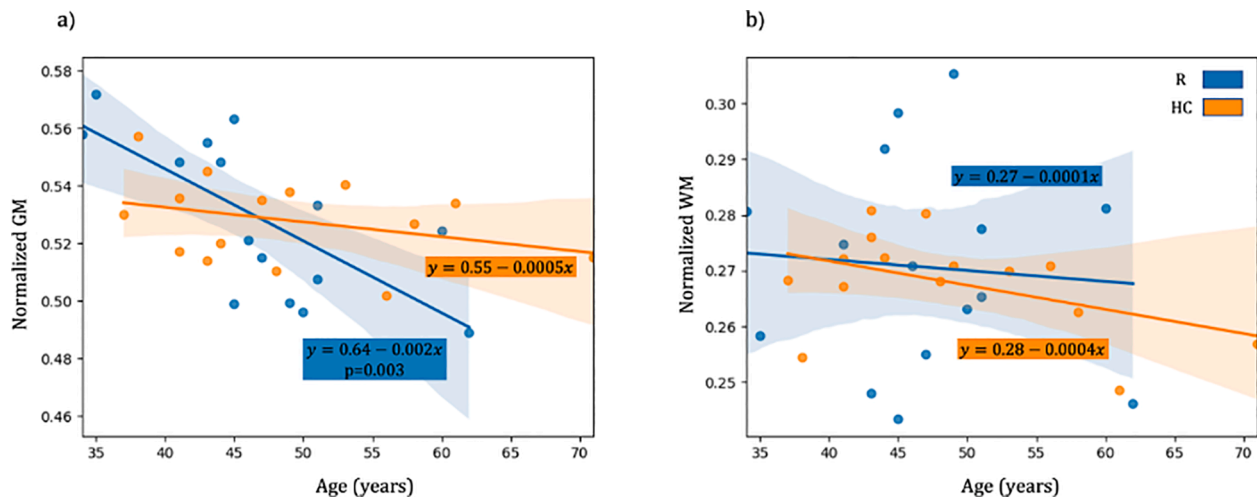 a)
Normalized GM
0.58
0.56
0.54
0.52
0.50
0.48
0.46
y = 0.55 − 0.0005x
y = 0.64 − 0.002x
p=0.003
35
40
45
50
55
60
65
70
Age (years)
b)
Normalized WM
0.30
0.29
0.28
0.27
0.26
0.25
R
HC
y = 0.27 − 0.0001x
y = 0.28 − 0.0004x
35
40
45
50
55
60
65
70
Age (years)